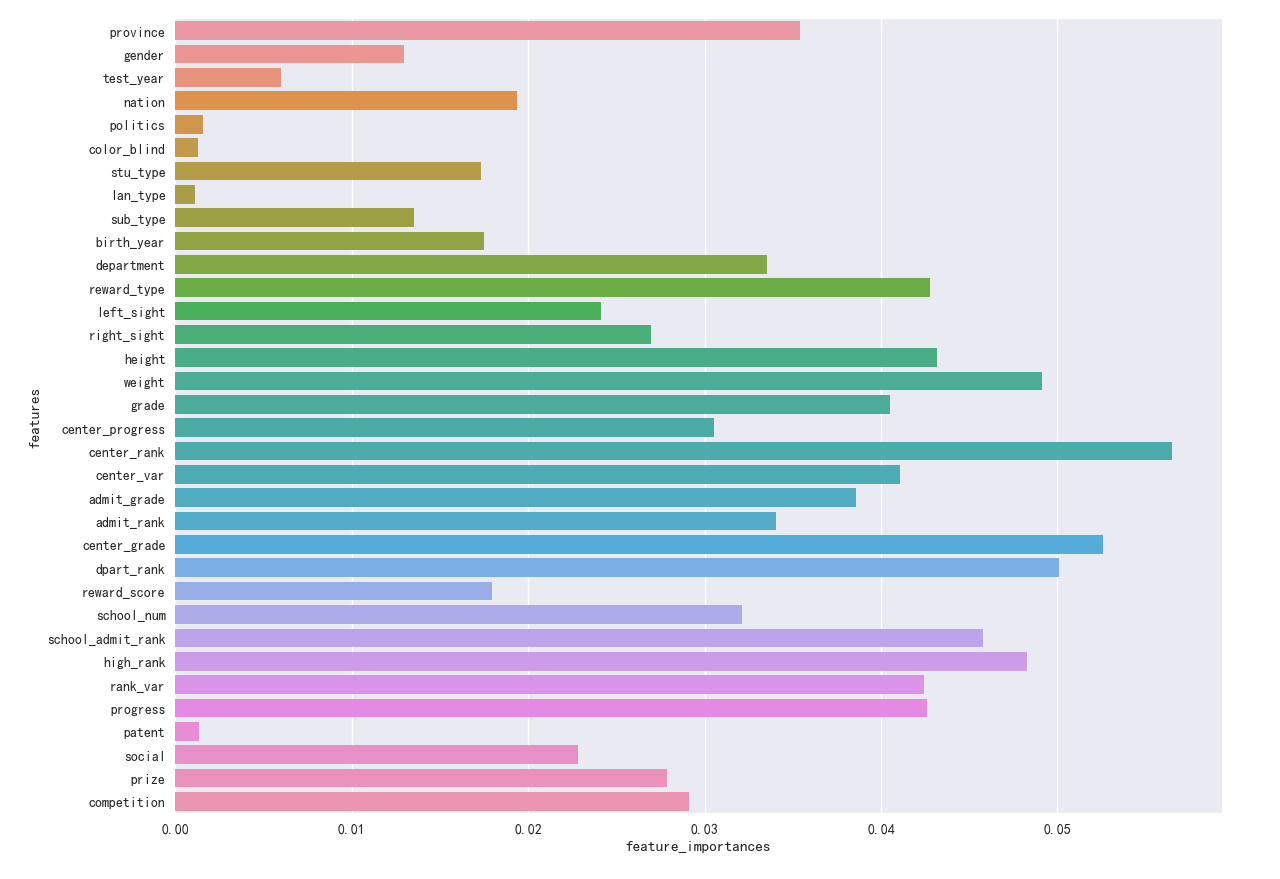 province
gender
test_year
nation
politics
color_blind
stu_type
lan_type
sub_type
birth_year
department
reward_type
left_sight
right_sight
height
weight
grade
center_progress
center_rank
center_var
admit_grade
admit_rank
center_grade
dpart_rank
reward_score
school_num
school_admit_rank
high_rank
rank_var
progress
patent
social
prize
competition
features
0.00 0.01 0.02 0.03 0.04 0.05
feature_importances